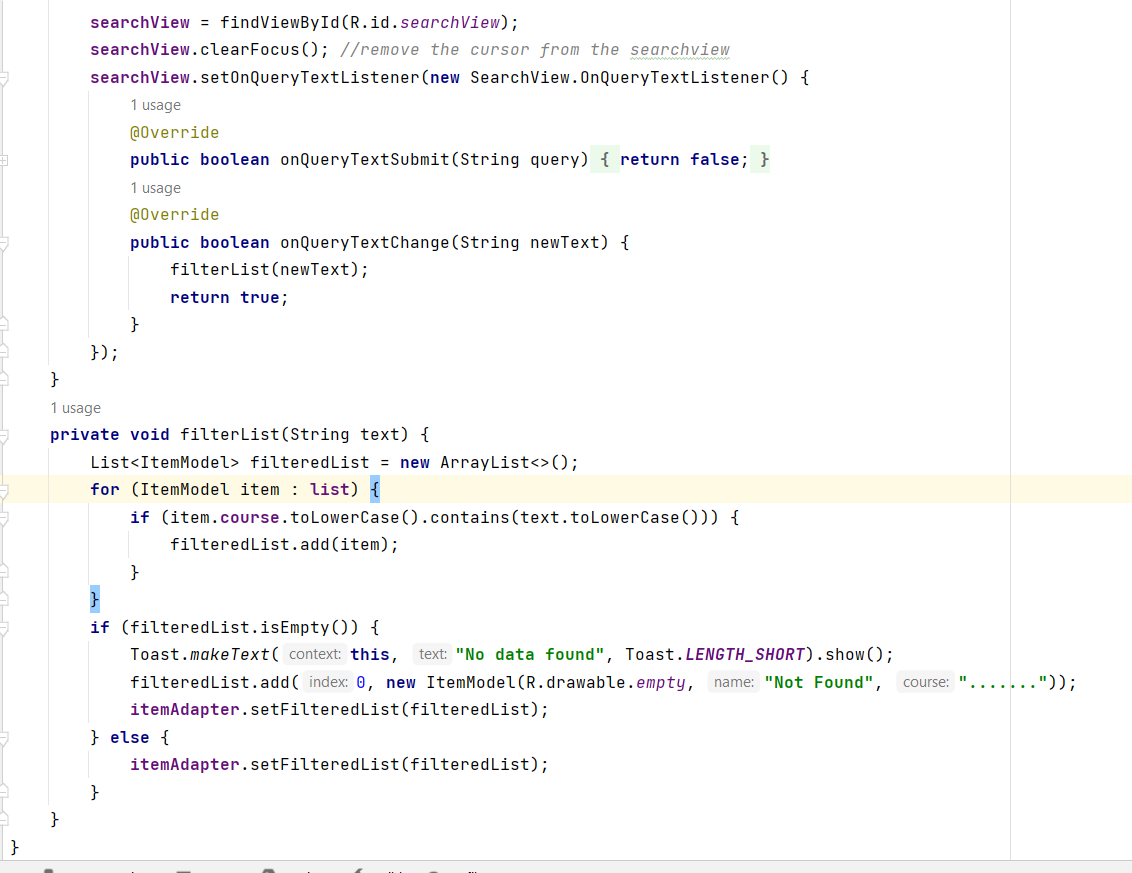 searchView = findViewById(R.id.searchView);
searchView.clearFocus(); //remove the cursor from the searchview
searchView.setOnQueryTextListener(new SearchView.OnQueryTextListener() {
1 usage
@Override
public boolean onQueryTextSubmit(String query) { return false; }
1 usage
@Override
public boolean onQueryTextChange(String newText) {
filterList(newText);
return true;
}
});
}
1 usage
private void filterList(String text) {
List<ItemModel> filteredList = new ArrayList<>();
for (ItemModel item : list) {
if (item.course.toLowerCase().contains(text.toLowerCase())) {
filteredList.add(item);
}
}
if (filteredList.isEmpty()) {
Toast.makeText( context: this, text: "No data found", Toast.LENGTH_SHORT).show();
filteredList.add( index: 0, new ItemModel(R.drawable.empty, name: "Not Found", course: "......."));
itemAdapter.setFilteredList(filteredList);
} else {
itemAdapter.setFilteredList(filteredList);
}
}
}